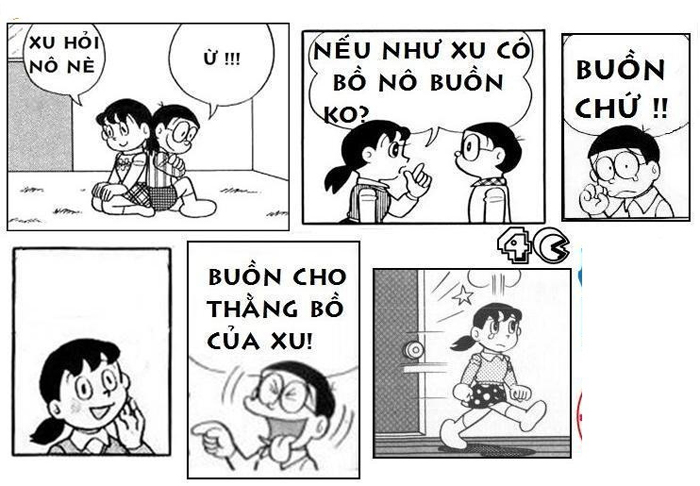 XU HỎI
NÔ NÈ
Ừ !!!
NẾU NHƯ XU CÓ
BỒ NÔ BUỒN
KO?
BUỒN
CHỨ !!
4
BUỒN CHO
THẰNG BỒ
CỦA XU!